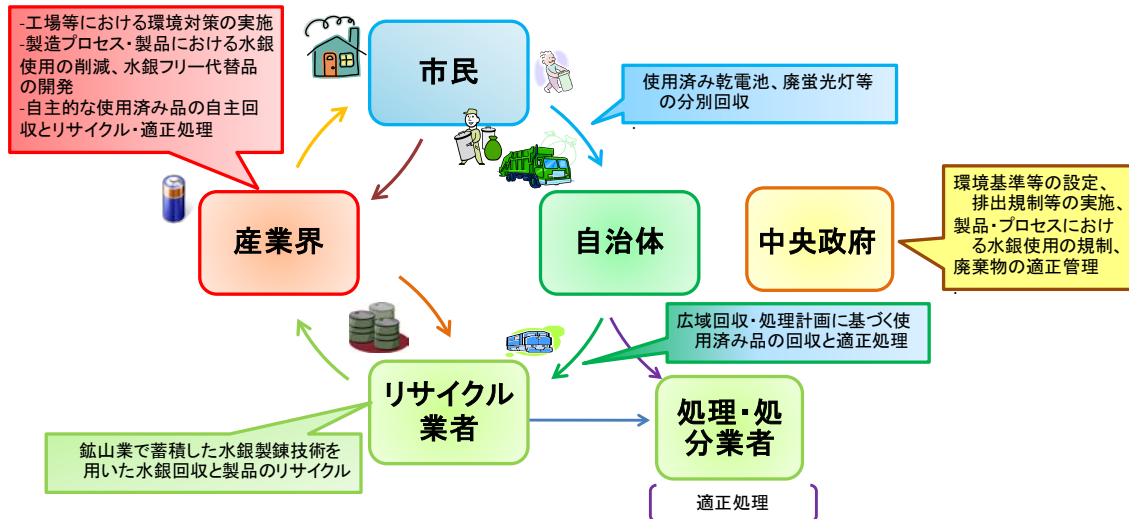 -工場等における環境対策の実施
-製造プロセス・製品における水銀
使用の削減、水銀フリー代替品
の開発
-自主的な使用済み品の自主回
収とリサイクル・適正処理
市民
使用済み乾電池、廃蛍光灯等
の分別回収
.
産業界
自治体
中央政府
環境基準等の設定、
排出規制等の実施、
製品・プロセスにおけ
る水銀使用の規制、
廃棄物の適正管理
.
広域回収・処理計画に基づく使
用済み品の回収と適正処理
リサイクル
業者
処理・処
分業者
鉱山業で蓄積した水銀製錬技術を
用いた水銀回収と製品のリサイクル
適正処理